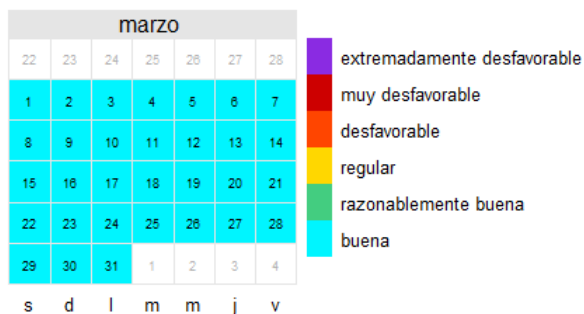 marzo
22 23 24 25 26 27 28
1 2 3 4 5 6 7
8 9 10 11 12 13 14
15 16 17 18 19 20 21
22 23 24 25 26 27 28
29 30 31 1 2 3 4
s d l m m j v
extremadamente desfavorable
muy desfavorable
desfavorable
regular
razonablemente buena
buena